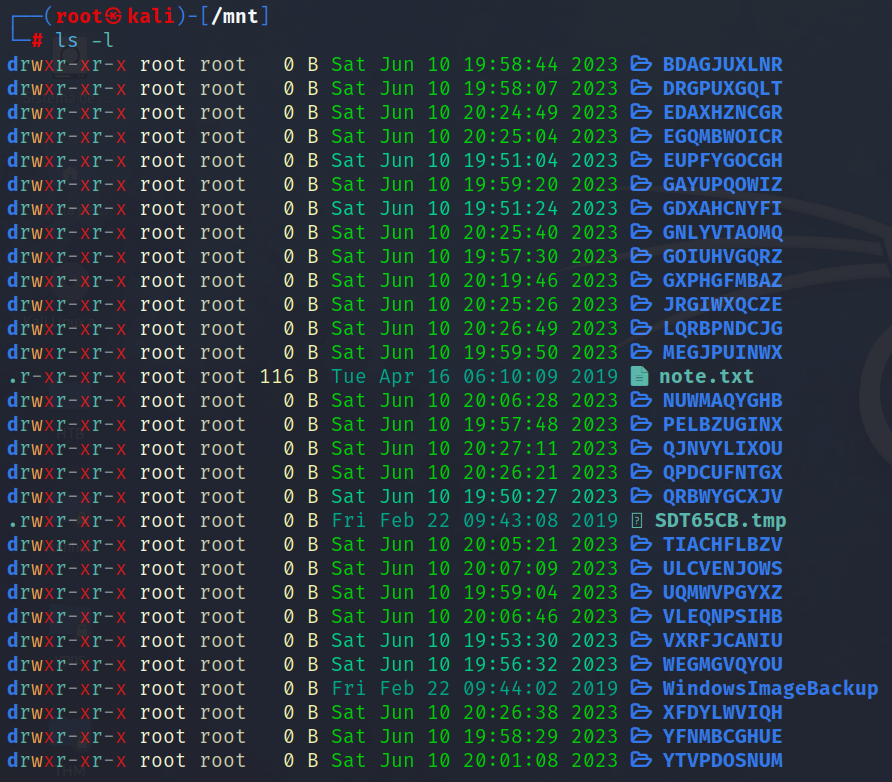 ┌──(root㉿kali)-[/mnt]
└─# ls -l
drwxr-xr-x root root   0 B Sat Jun 10 19:58:44 2023 BDAGJUXLNR
drwxr-xr-x root root   0 B Sat Jun 10 19:58:07 2023 DRGPUXGQLT
drwxr-xr-x root root   0 B Sat Jun 10 20:24:49 2023 EDAXHZNCGR
drwxr-xr-x root root   0 B Sat Jun 10 20:25:04 2023 EGQMBWOICR
drwxr-xr-x root root   0 B Sat Jun 10 19:51:04 2023 EUPFYGOCGH
drwxr-xr-x root root   0 B Sat Jun 10 19:59:20 2023 GAYUPQOWIZ
drwxr-xr-x root root   0 B Sat Jun 10 19:51:24 2023 GDXAHCNYFI
drwxr-xr-x root root   0 B Sat Jun 10 20:25:40 2023 GNLYVTAOMQ
drwxr-xr-x root root   0 B Sat Jun 10 19:57:30 2023 GOIUHVGQRZ
drwxr-xr-x root root   0 B Sat Jun 10 20:19:46 2023 GXPHGFMBAZ
drwxr-xr-x root root   0 B Sat Jun 10 20:25:26 2023 JRGIWXQCZE
drwxr-xr-x root root   0 B Sat Jun 10 20:26:49 2023 LQRBPNDCJG
drwxr-xr-x root root   0 B Sat Jun 10 19:59:50 2023 MEGJPUINWX
.r-xr-xr-x root root 116 B Tue Apr 16 06:10:09 2019 note.txt
drwxr-xr-x root root   0 B Sat Jun 10 20:06:28 2023 NUWMAQYGHB
drwxr-xr-x root root   0 B Sat Jun 10 19:57:48 2023 PELBZUGINX
drwxr-xr-x root root   0 B Sat Jun 10 20:27:11 2023 QJNVYLIXOU
drwxr-xr-x root root   0 B Sat Jun 10 20:26:21 2023 QPDCUFNTGX
drwxr-xr-x root root   0 B Sat Jun 10 19:50:27 2023 QRBWYGCXJV
.rwxr-xr-x root root   0 B Fri Feb 22 09:43:08 2019 SDT65CB.tmp
drwxr-xr-x root root   0 B Sat Jun 10 20:05:21 2023 TIACHFLBZV
drwxr-xr-x root root   0 B Sat Jun 10 20:07:09 2023 ULCVENJOWS
drwxr-xr-x root root   0 B Sat Jun 10 19:59:04 2023 UQMWVPGYXZ
drwxr-xr-x root root   0 B Sat Jun 10 20:06:46 2023 VLEQNPSIHB
drwxr-xr-x root root   0 B Sat Jun 10 19:53:30 2023 VXRFJCANIU
drwxr-xr-x root root   0 B Sat Jun 10 19:56:32 2023 WEGMGVQYOU
drwxr-xr-x root root   0 B Fri Feb 22 09:44:02 2019 WindowsImageBackup
drwxr-xr-x root root   0 B Sat Jun 10 20:26:38 2023 XFDYLWVIQH
drwxr-xr-x root root   0 B Sat Jun 10 19:58:29 2023 YFNMBCGHUE
drwxr-xr-x root root   0 B Sat Jun 10 20:01:08 2023 YTVPDOSNUM
THM